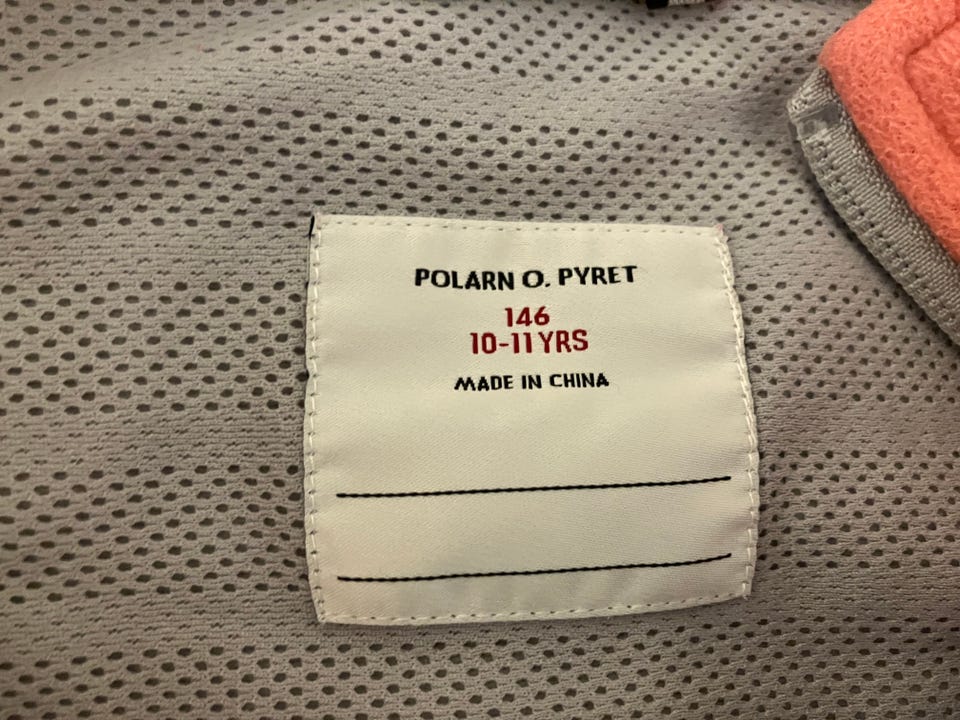 POLARN O. PYRET
146
10-11 YRS
MADE IN CHINA